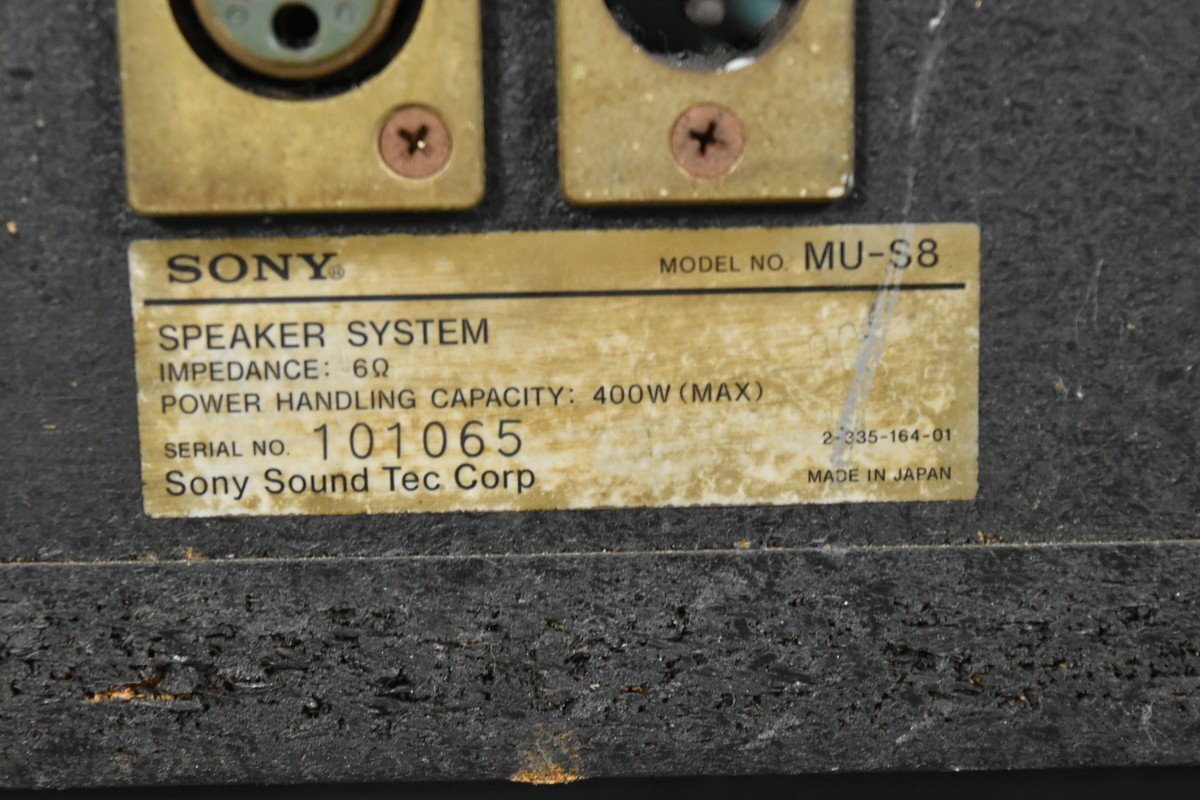 SONY®
MODEL NO. MU-S8
SPEAKER SYSTEM
IMPEDANCE: 6Ω
POWER HANDLING CAPACITY: 400W (MAX)
SERIAL NO. 101065
2-335-164-01
Sony Sound Tec Corp
MADE IN JAPAN